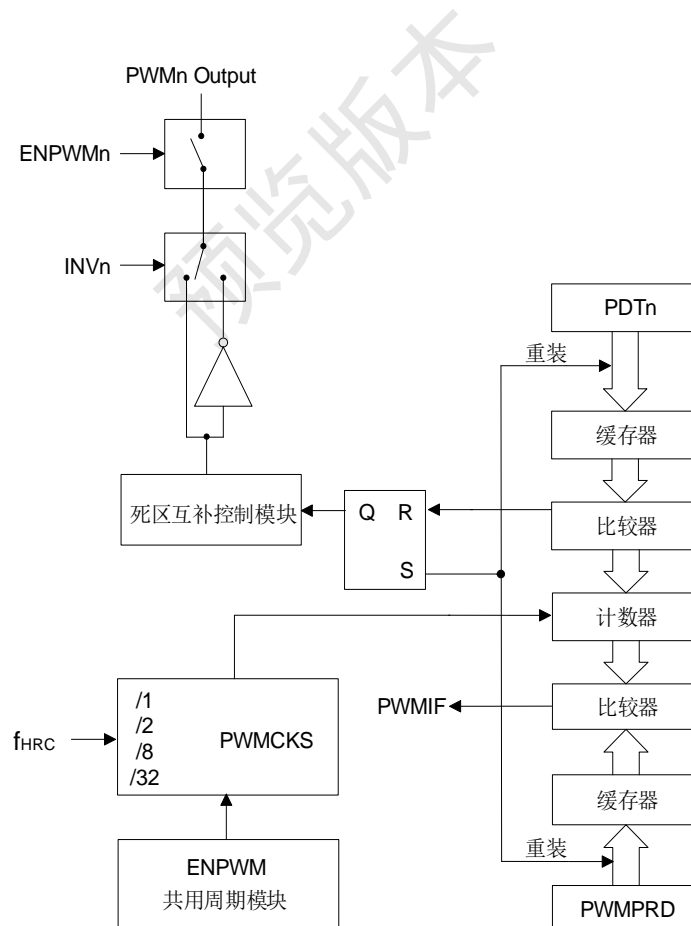 PWMn Output
ENPWMn
INVn
预览版本
PDTn
重装
缓存器
死区互补控制模块
Q R
S
比较器
计数器
/1
/2
/8
/32
PWMCKS
fHRC
PWMIF
比较器
缓存器
ENPWM
共用周期模块
重装
PWMPRD